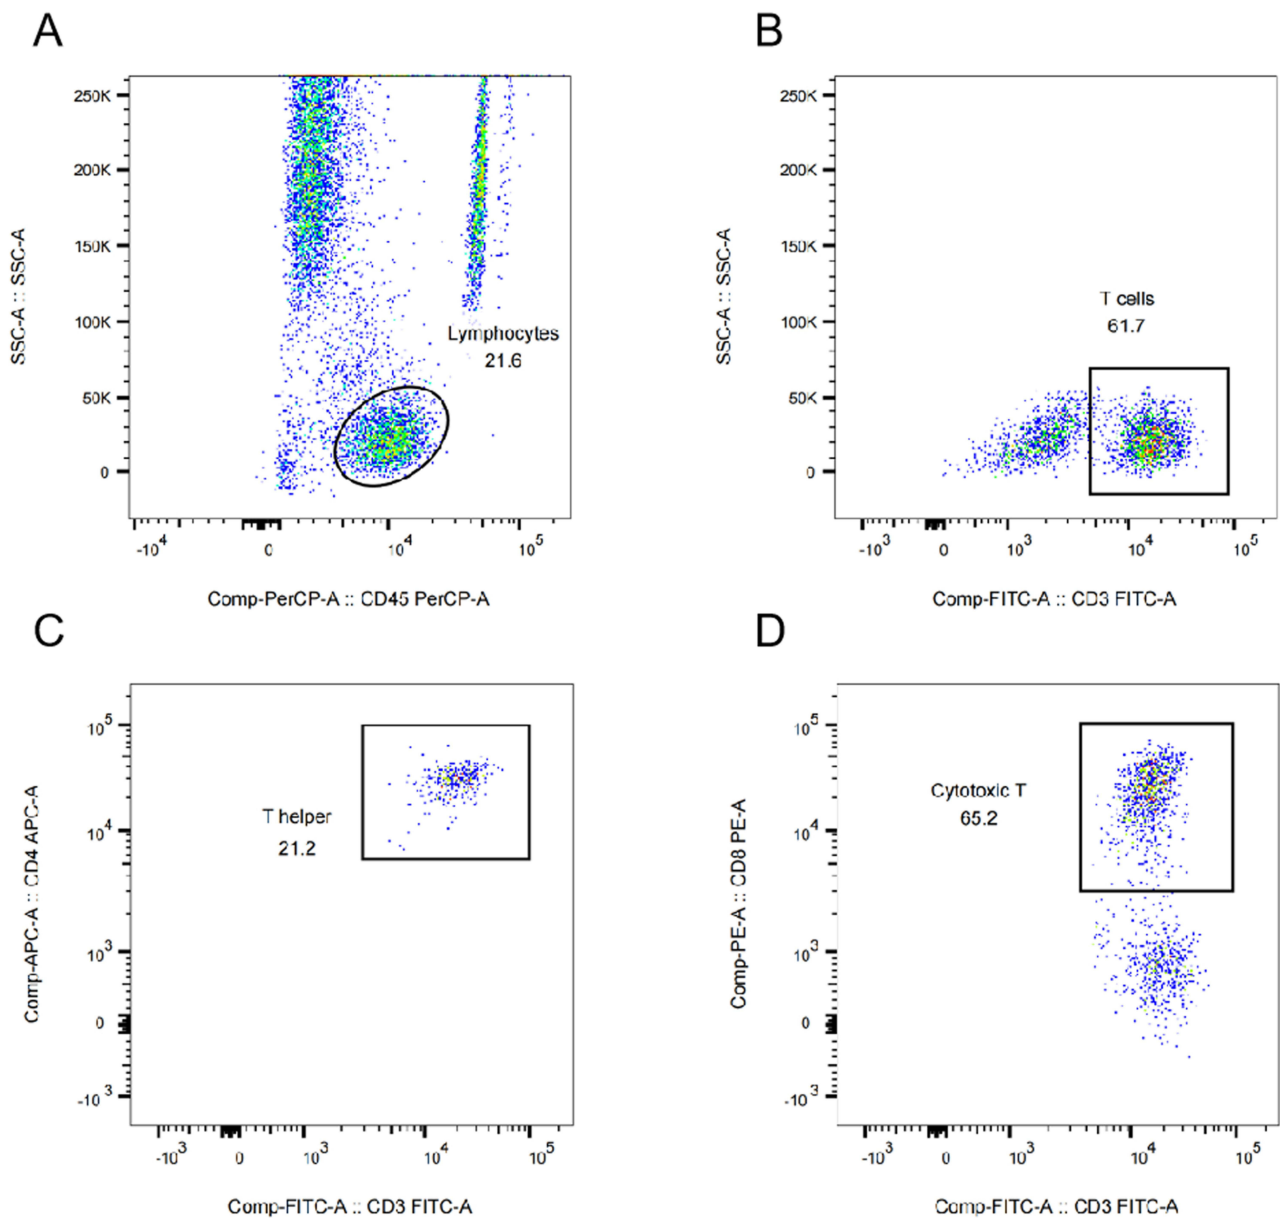 A
250K
200K
150K
100K
50K
0
SSC-A :: SSC-A
Lymphocytes
21.6
-10^4
0
10^4
10^5
Comp-PerCP-A :: CD45 PerCP-A
B
250K
200K
150K
100K
50K
0
SSC-A :: SSC-A
T cells
61.7
-10^3
0
10^3
10^4
10^5
Comp-FITC-A :: CD3 FITC-A
C
10^5
10^4
10^3
0
-10^3
Comp-APC-A :: CD4 APC-A
T helper
21.2
-10^3
0
10^3
10^4
10^5
Comp-FITC-A :: CD3 FITC-A
D
10^5
10^4
10^3
0
-10^3
Comp-PE-A :: CD8 PE-A
Cytotoxic T
65.2
-10^3
0
10^3
10^4
10^5
Comp-FITC-A :: CD3 FITC-A